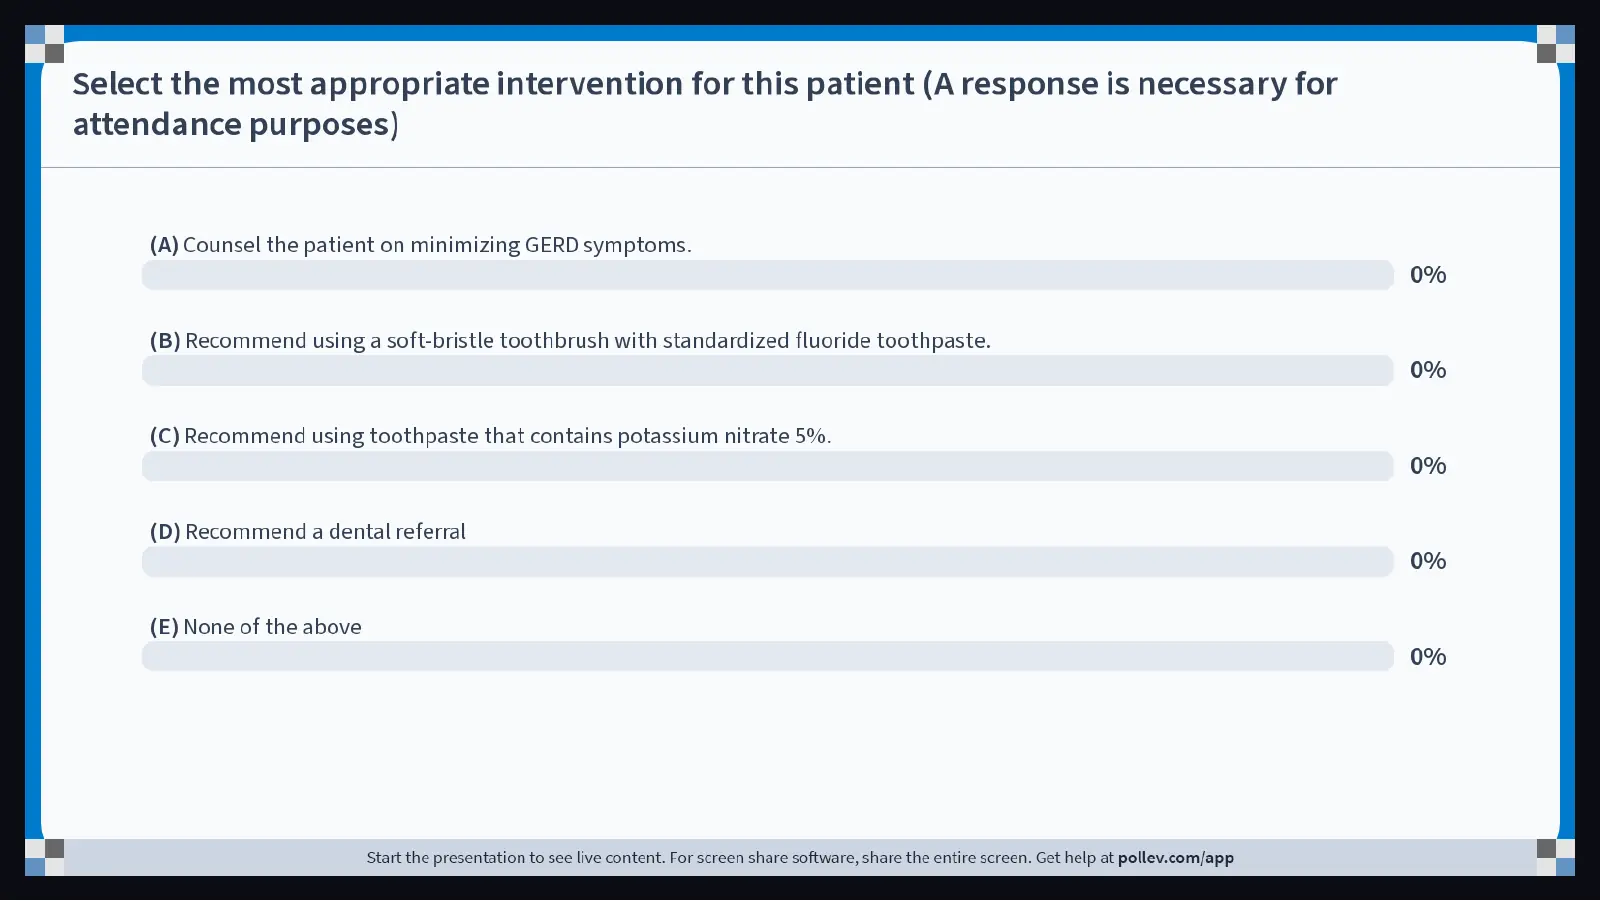 Select the most appropriate intervention for this patient (A response is necessary for
attendance purposes)
(A) Counsel the patient on minimizing GERD symptoms.
0%
(B) Recommend using a soft-bristle toothbrush with standardized fluoride toothpaste.
0%
(C) Recommend using toothpaste that contains potassium nitrate 5%.
0%
(D) Recommend a dental referral
0%
(E) None of the above
0%
Start the presentation to see live content. For screen share software, share the entire screen. Get help at pollev.com/app